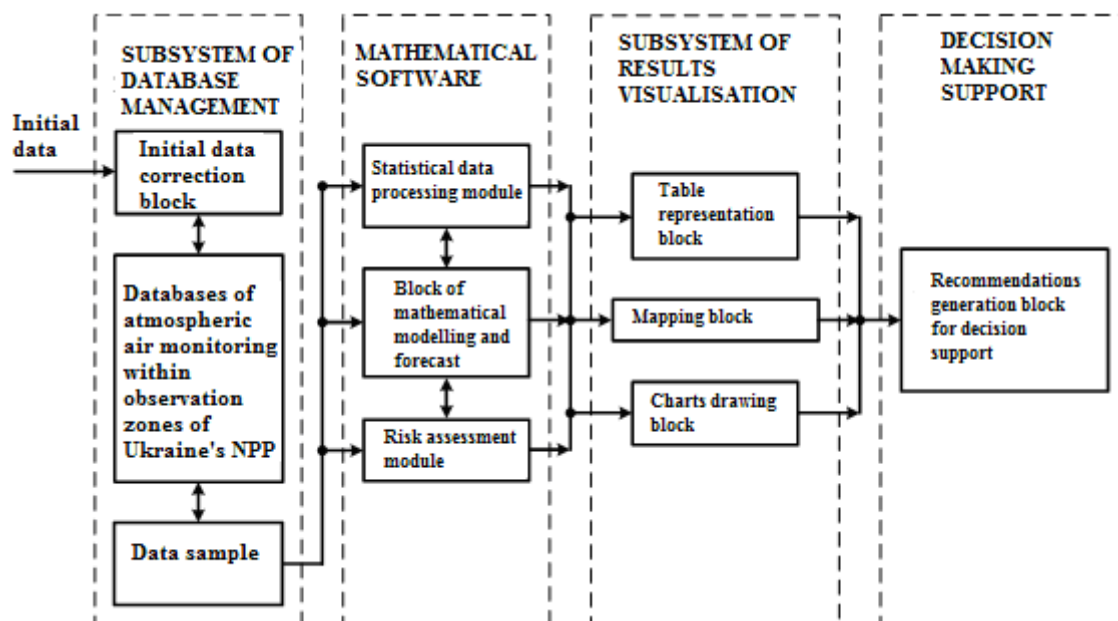 SUBSYSTEM OF
DATABASE
MANAGEMENT
Initial
data
Initial data
correction
block
Databases of
atmospheric
air monitoring
within
observation
zones of
Ukraine's NPP
Data sample
MATHEMATICAL
SOFTWARE
Statistical data
processing module
Block of
mathematical
modelling and
forecast
Risk assessment
module
SUBSYSTEM OF
RESULTS
VISUALISATION
Table
representation
block
Mapping block
Charts drawing
block
DECISION
MAKING
SUPPORT
Recommendations
generation block
for decision
support